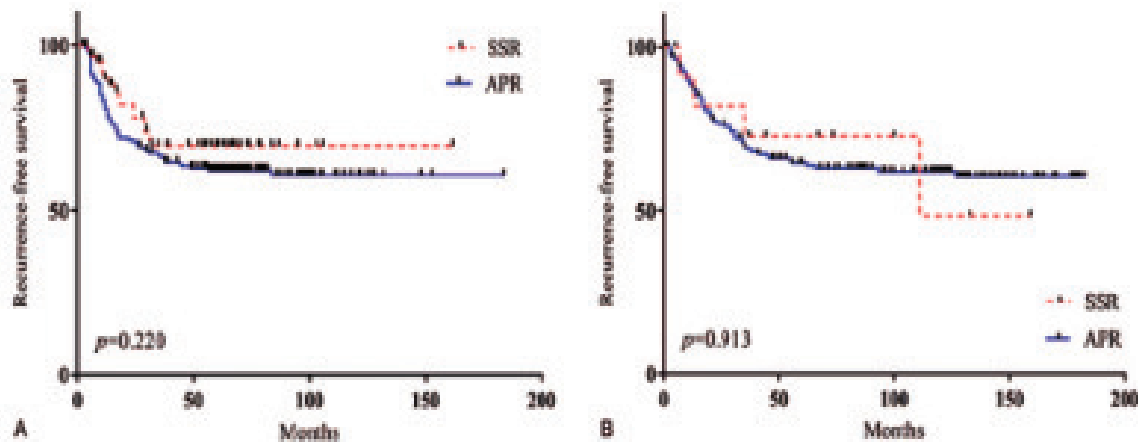 Recurrence-free survival
100
50
0
SSR
APR
p=0.220
0 50 100 150 200
Months
A
Recurrence-free survival
100
50
0
SSR
APR
p=0.913
0 50 100 150 200
Months
B